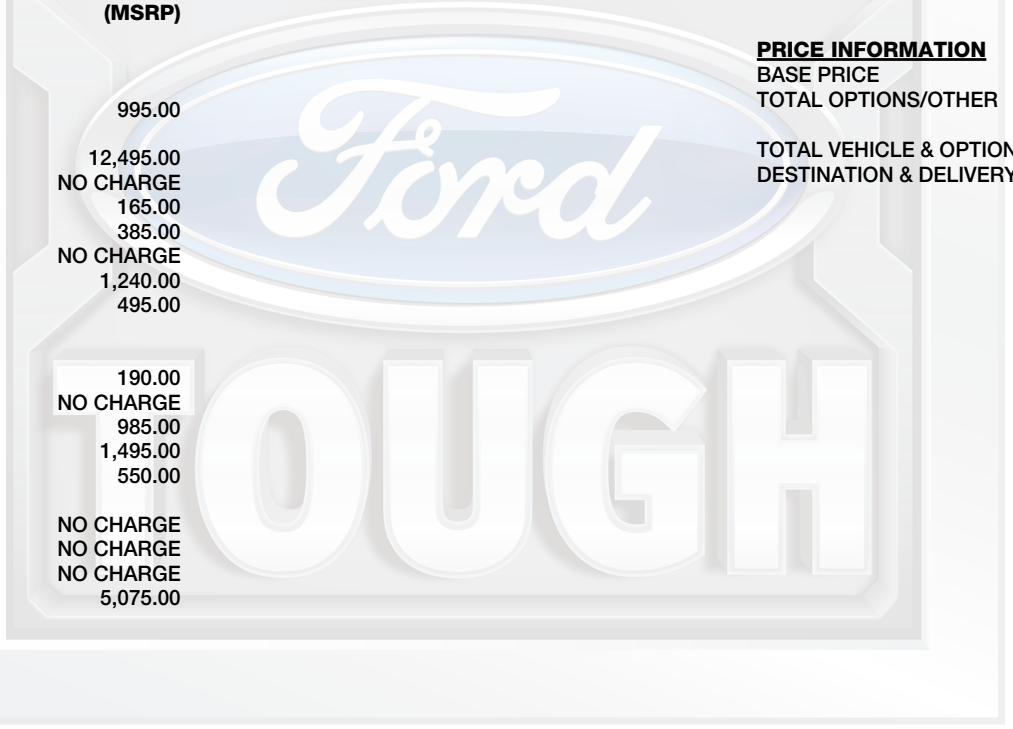 (MSRP)
995.00
12,495.00
NO CHARGE
165.00
385.00
NO CHARGE
1,240.00
495.00
190.00
NO CHARGE
985.00
1,495.00
550.00
NO CHARGE
NO CHARGE
NO CHARGE
5,075.00
PRICE INFORMATION
BASE PRICE
TOTAL OPTIONS/OTHER
TOTAL VEHICLE & OPTION
DESTINATION & DELIVERY
Ford
TOUGH